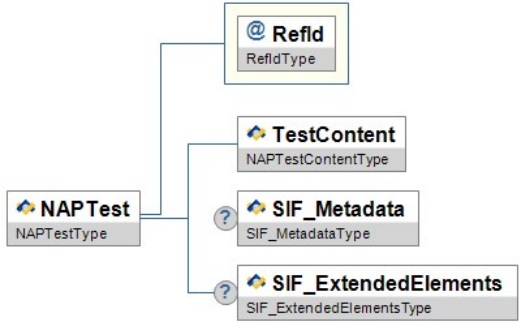 @ RefId
RefIdType
TestContent
NAPTestContentType
NAPTest
NAPTestType
? SIF_Metadata
SIF_MetadataType
? SIF_ExtendedElements
SIF_ExtendedElementsType